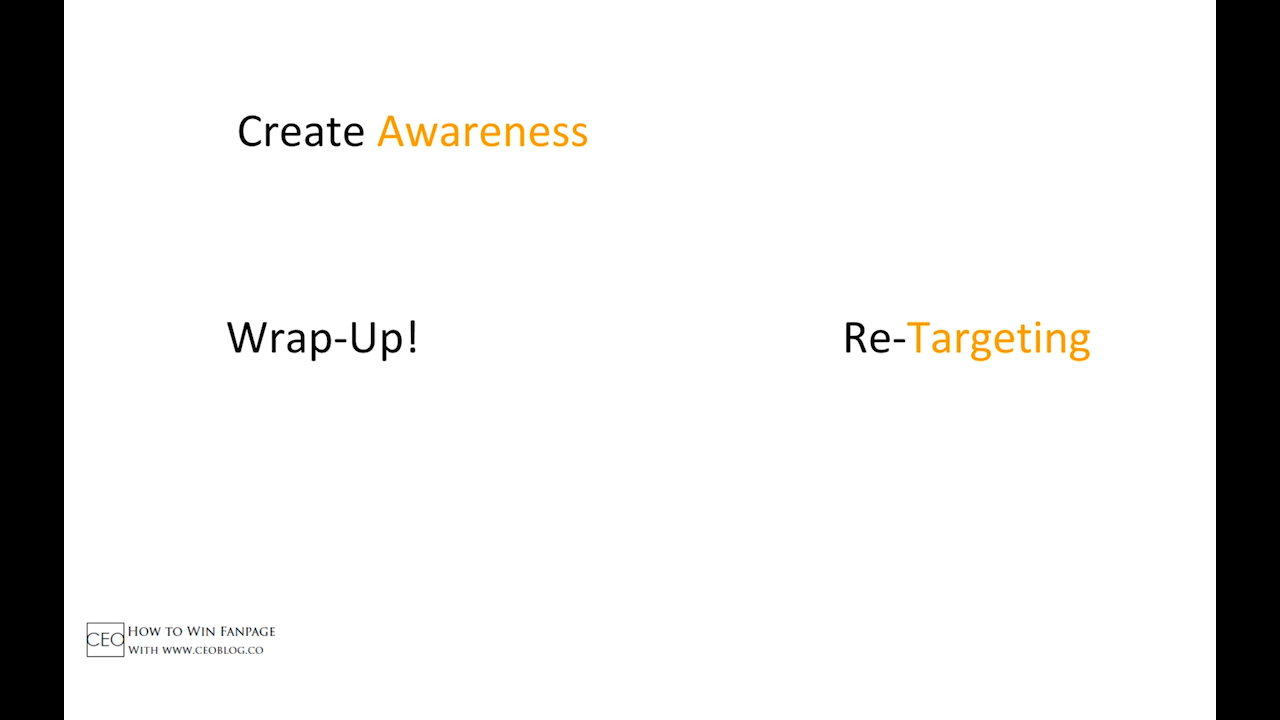 Create Awareness
Wrap-Up!
Re-Targeting
CEO
How to Win Fanpage
With www.ceoblog.co